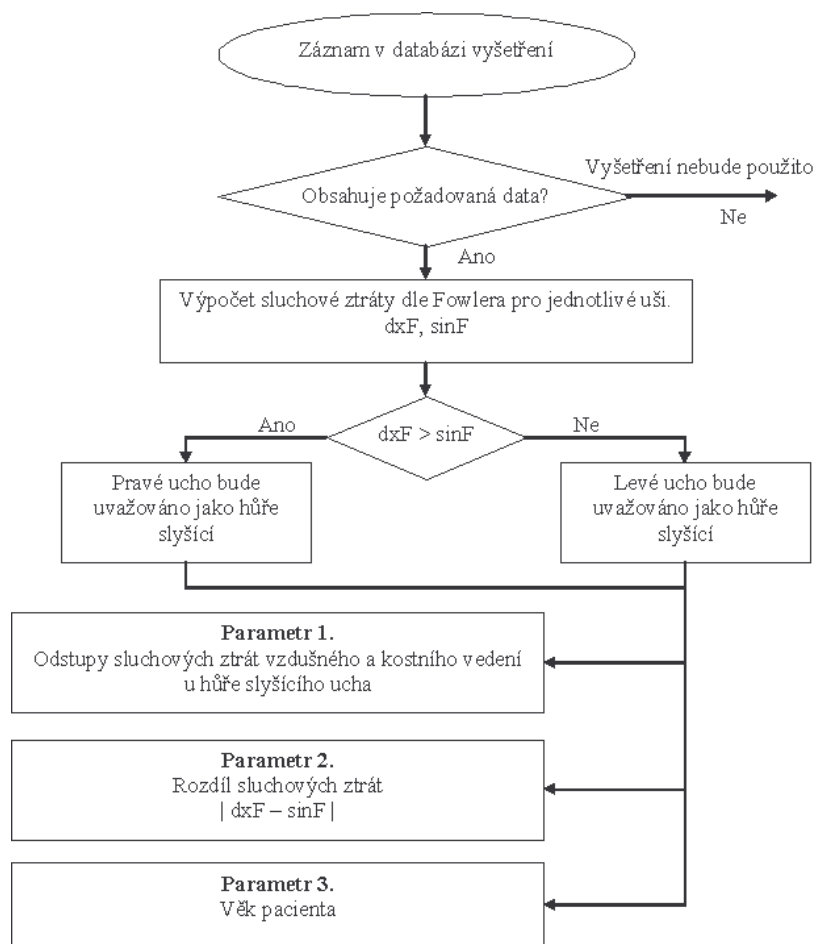 Záznam v databázi vyšetření
Vyšetření nebude použito
Obsahuje požadovaná data?
Ne
Ano
Výpočet sluchové ztráty dle Fowlera pro jednotlivé uši.
dxF, sinF
Ano
dxF > sinF
Ne
Pravé ucho bude
uvažováno jako hůře
slyšící
Levé ucho bude
uvažováno jako hůře
slyšící
Parametr 1.
Odstupy sluchových ztrát vzdušného a kostního vedení
u hůře slyšícího ucha
Parametr 2.
Rozdíl sluchových ztrát
| dxF – sinF |
Parametr 3.
Věk pacienta